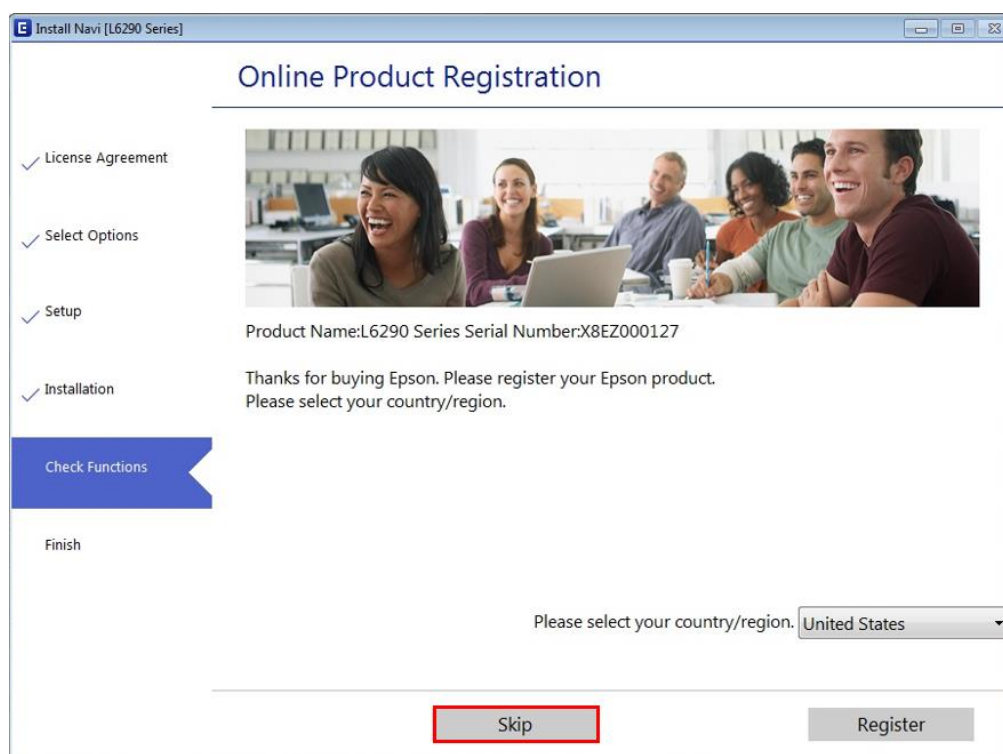 Install Navi [L6290 Series]
Online Product Registration
License Agreement
Select Options
Setup
Installation
Check Functions
Finish
Product Name:L6290 Series Serial Number:X8EZ000127
Thanks for buying Epson. Please register your Epson product.
Please select your country/region.
Please select your country/region. United States
Skip Register